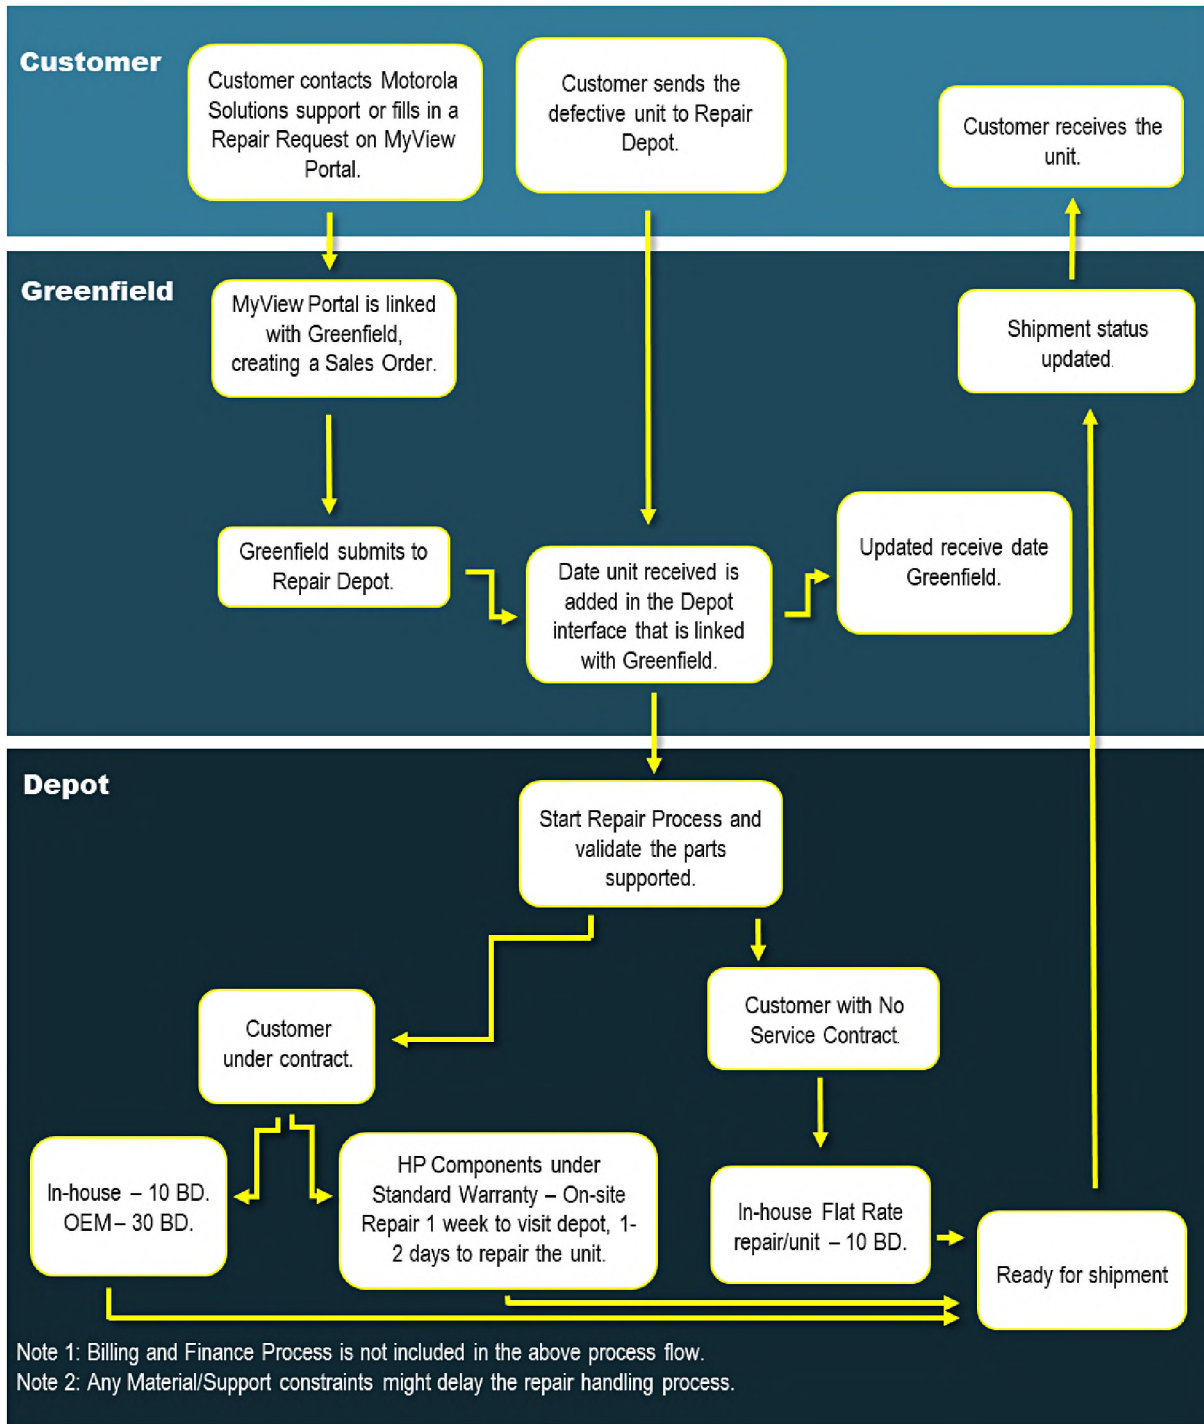 Customer
Customer contacts Motorola
Solutions support or fills in a
Repair Request on MyView
Portal.
Customer sends the
defective unit to Repair
Depot.
Customer receives the
unit.
Greenfield
MyView Portal is linked
with Greenfield,
creating a Sales Order.
Shipment status
updated.
Greenfield submits to
Repair Depot.
Date unit received is
added in the Depot
interface that is linked
with Greenfield.
Updated receive date
Greenfield.
Depot
Start Repair Process and
validate the parts
supported.
Customer
under contract.
Customer with No
Service Contract.
In-house – 10 BD.
OEM – 30 BD.
HP Components under
Standard Warranty – On-site
Repair 1 week to visit depot, 1-
2 days to repair the unit.
In-house Flat Rate
repair/unit – 10 BD.
Ready for shipment
Note 1: Billing and Finance Process is not included in the above process flow.
Note 2: Any Material/Support constraints might delay the repair handling process.